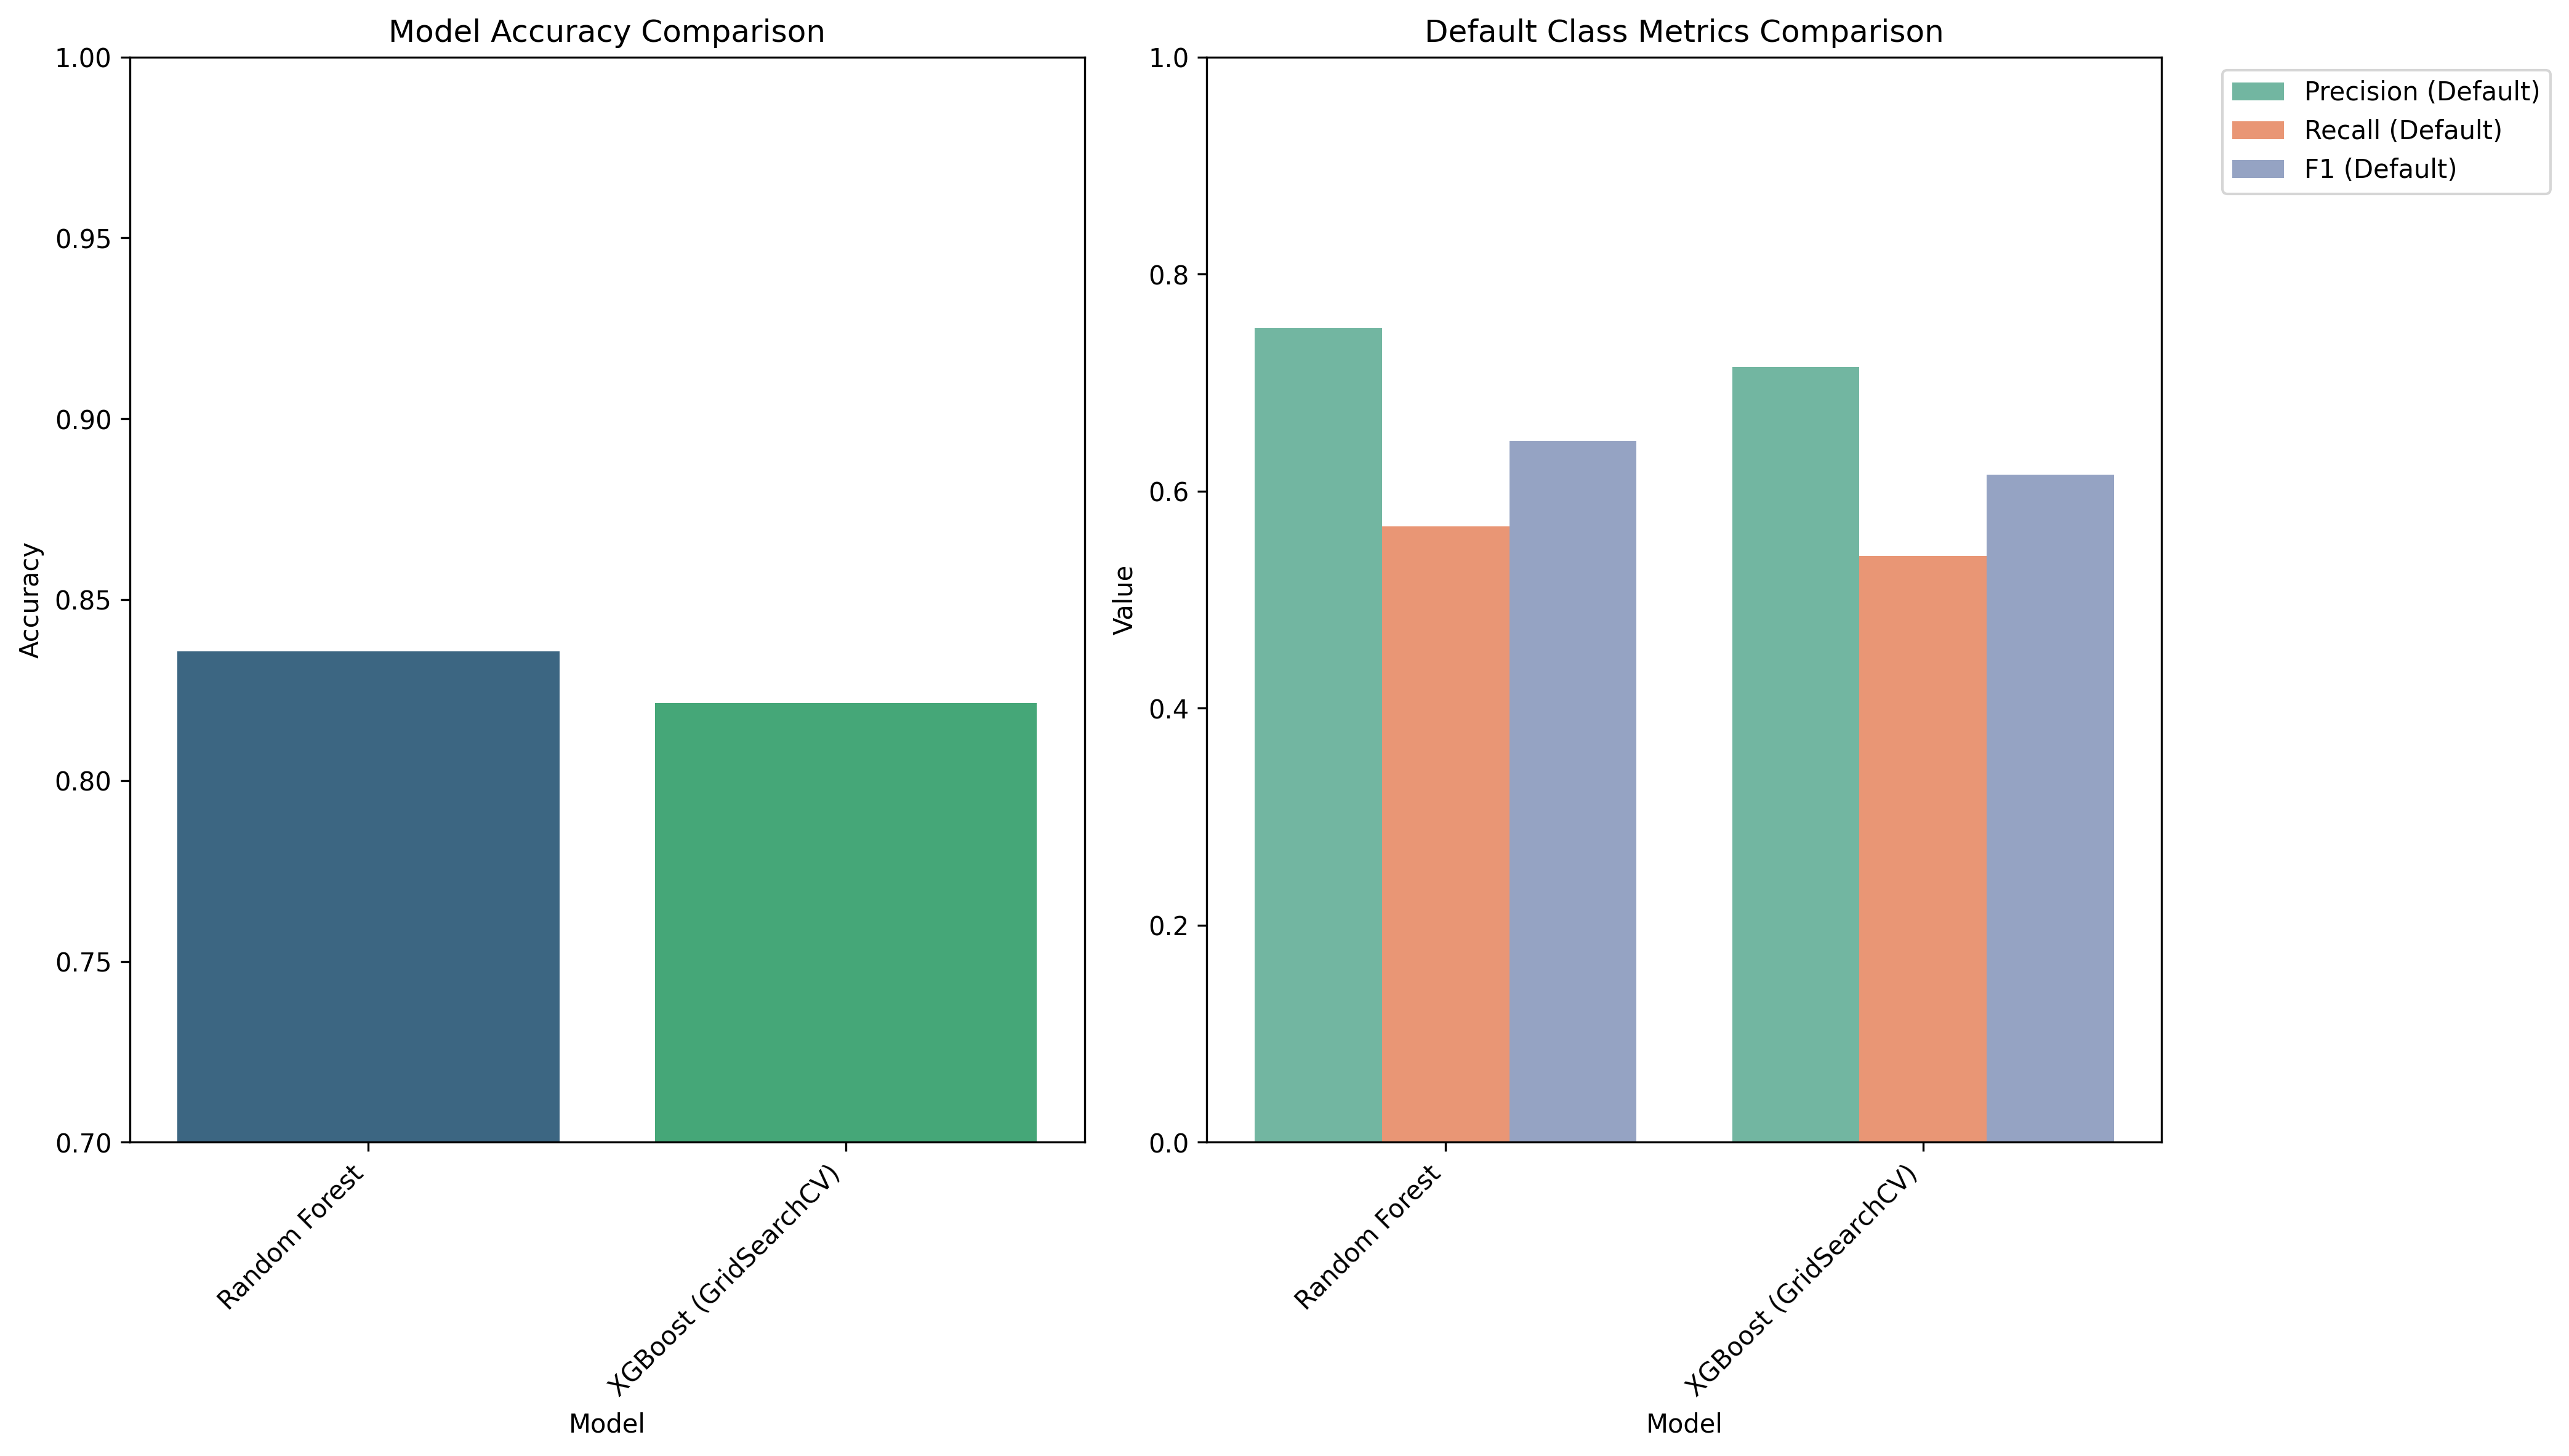 Model Accuracy Comparison
1.00
0.95
0.90
0.85
0.80
0.75
0.70
Accuracy
Random Forest
XGBoost (GridSearchCV)
Model
Default Class Metrics Comparison
1.0
0.8
0.6
0.4
0.2
0.0
Value
Random Forest
XGBoost (GridSearchCV)
Model
Precision (Default)
Recall (Default)
F1 (Default)